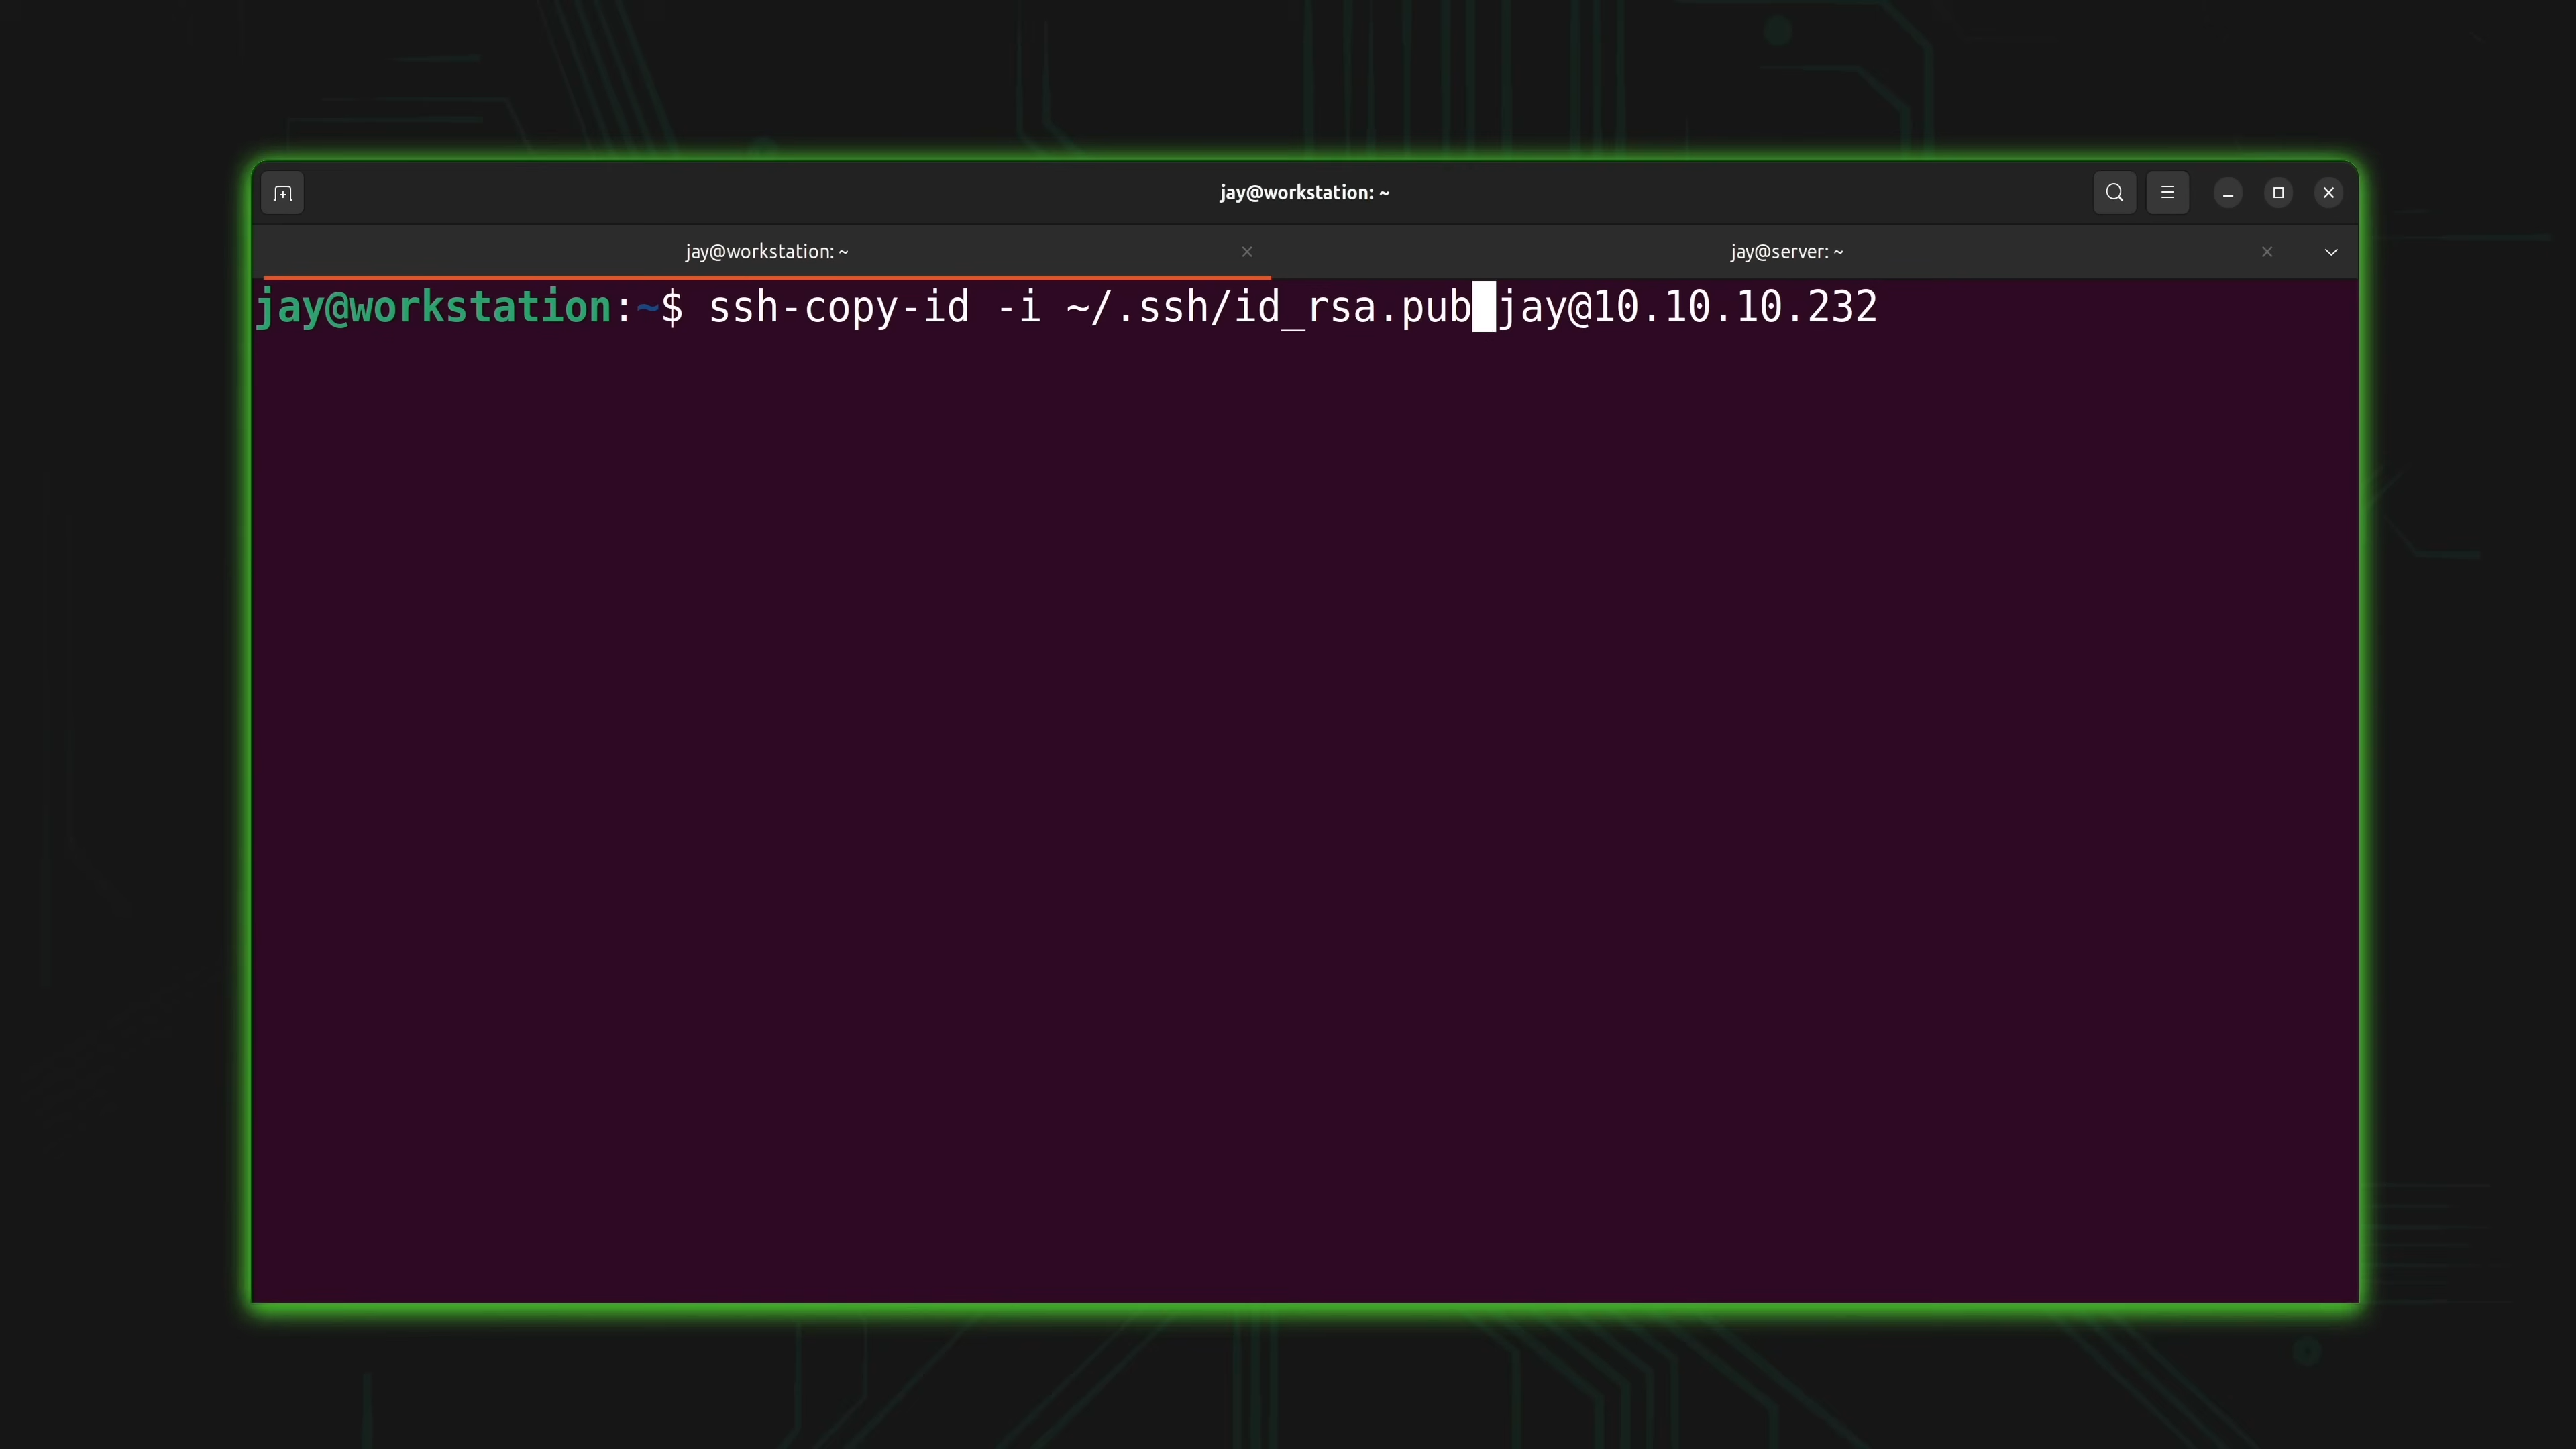 jay@workstation: ~
jay@workstation: ~
jay@server: ~
jay@workstation:~$ ssh-copy-id -i ~/.ssh/id_rsa.pub jay@10.10.10.232